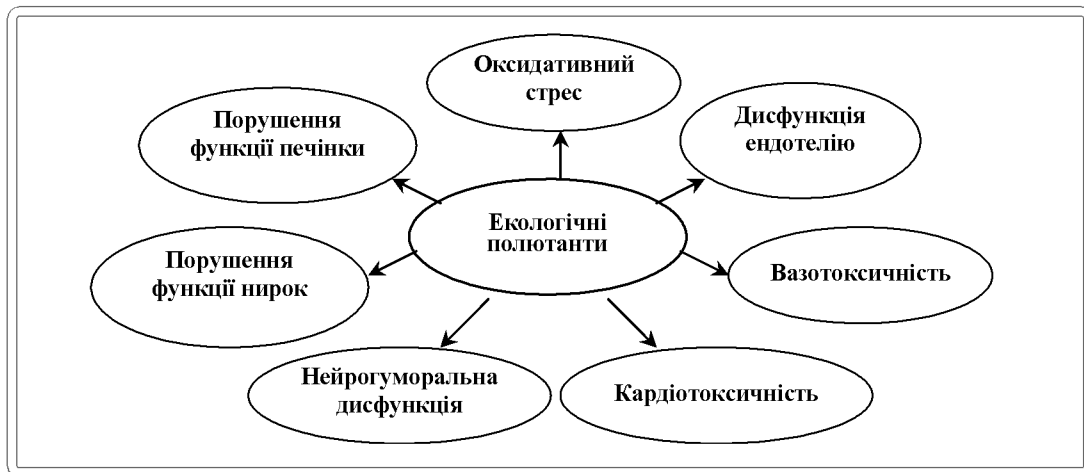 Оксидативний
стрес
Порушення
функції печінки
Дисфункція
ендотелію
Екологічні
полютанти
Порушення
функції нирок
Вазотоксичність
Нейрогуморальна
дисфункція
Кардіотоксичність